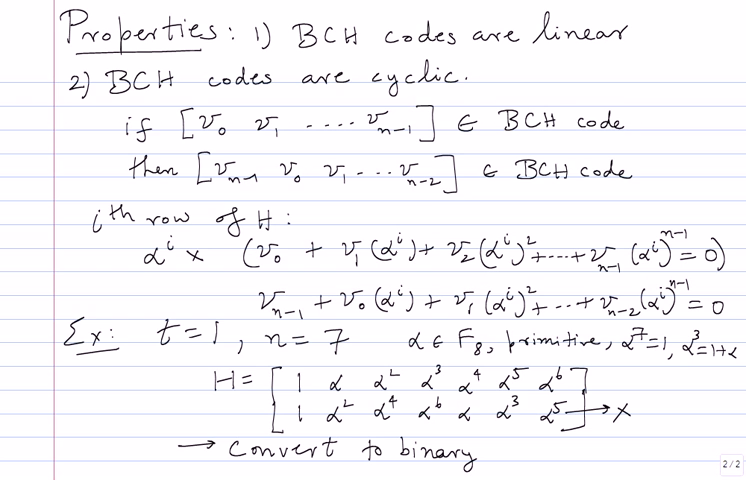 Properties: 1) BCH codes are linear
2) BCH codes are cyclic.
if [v₀ v₁ .... vₙ₋₁] ∈ BCH code
then [vₙ₋₁ v₀ v₁ ... vₙ₋₂] ∈ BCH code
iᵗʰ row of H:
αⁱ × (v₀ + v₁(αⁱ) + v₂(αⁱ)² + ... + vₙ₋₁(αⁱ)ⁿ⁻¹ = 0)
vₙ₋₁ + v₀(αⁱ) + v₁(αⁱ)² + ... + vₙ₋₂(αⁱ)ⁿ⁻¹ = 0
Ex: t = 1, n = 7 α ∈ F₈, primitive, α⁷=1, α³=1+α
H = [ 1 α α² α³ α⁴ α⁵ α⁶
1 α² α⁴ α⁶ α α³ α⁵ ] → ×
→ convert to binary
2 / 2